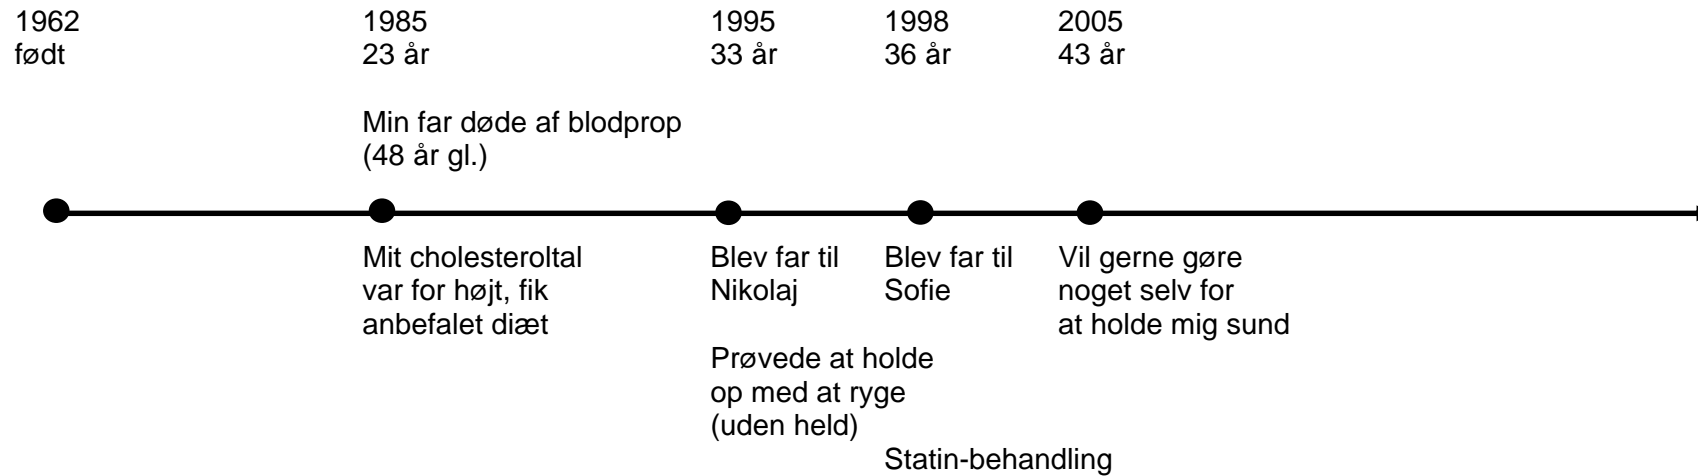 1962
født
1985
23 år
1995
33 år
1998
36 år
2005
43 år
Min far døde af blodprop
(48 år gl.)
Mit cholesteroltal
var for højt, fik
anbefalet diæt
Blev far til
Nikolaj
Prøvede at holde
op med at ryge
(uden held)
Blev far til
Sofie
Statin-behandling
Vil gerne gøre
noget selv for
at holde mig sund